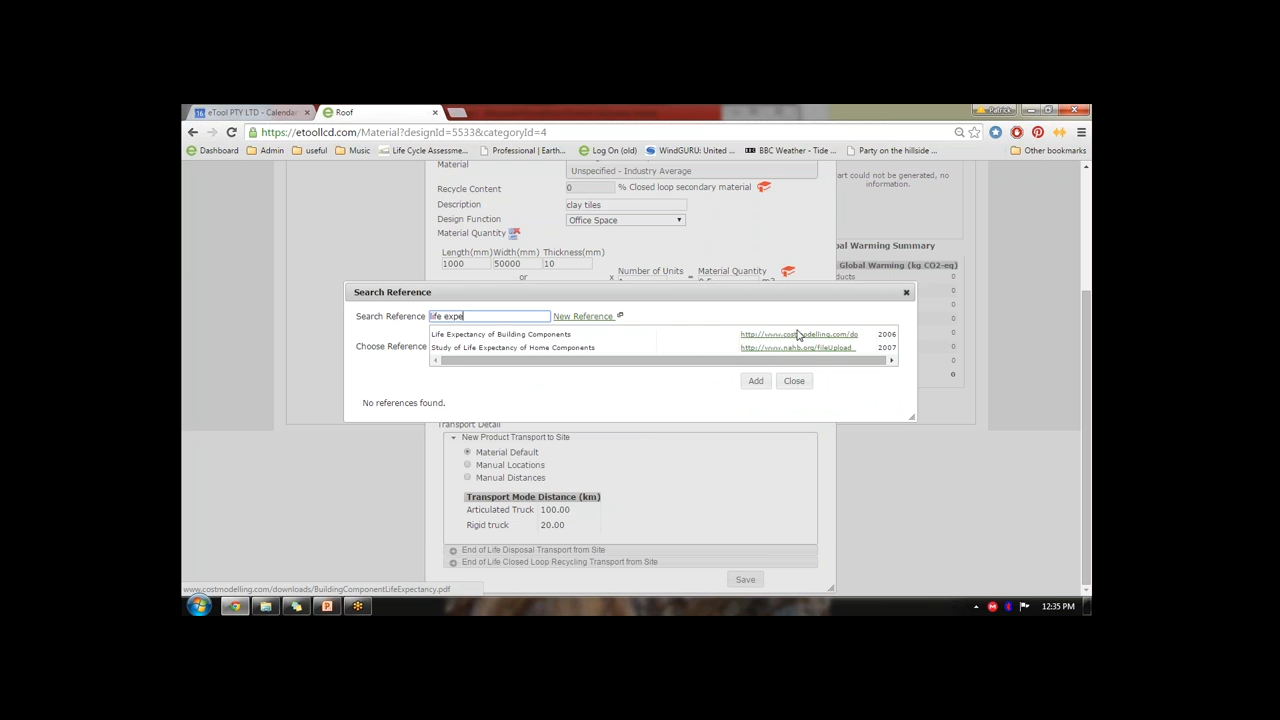 16 eTool PTY LTD - Calenda
Roof
Patrick
https://etoollcd.com/Material?designId=5533&categoryId=4
Dashboard Admin useful Music Life Cycle Assessme... Professional | Earth... Log On (old) WindGURU: United ... BBC Weather - Tide ... Party on the hillside ... Other bookmarks
Material
Unspecified - Industry Average
art could not be generated, no
information.
Recycle Content 0 % Closed loop secondary material
Description clay tiles
Design Function Office Space
Material Quantity
Length(mm) Width(mm) Thickness(mm)
1000 50000 10
or x Number of Units = Material Quantity
bal Warming Summary
Global Warming (kg CO2-eq)
ducts 0
0
0
0
0
0
0
0
Search Reference
Search Reference life expe New Reference
Choose Reference
Life Expectancy of Building Components http://www.costmodelling.com/do 2006
Study of Life Expectancy of Home Components http://www.nahb.org/fileUpload_ 2007
Add Close
No references found.
Transport Detail
New Product Transport to Site
Material Default
Manual Locations
Manual Distances
Transport Mode Distance (km)
Articulated Truck 100.00
Rigid truck 20.00
End of Life Disposal Transport from Site
End of Life Closed Loop Recycling Transport from Site
Save
www.costmodelling.com/downloads/BuildingComponentLifeExpectancy.pdf
12:35 PM